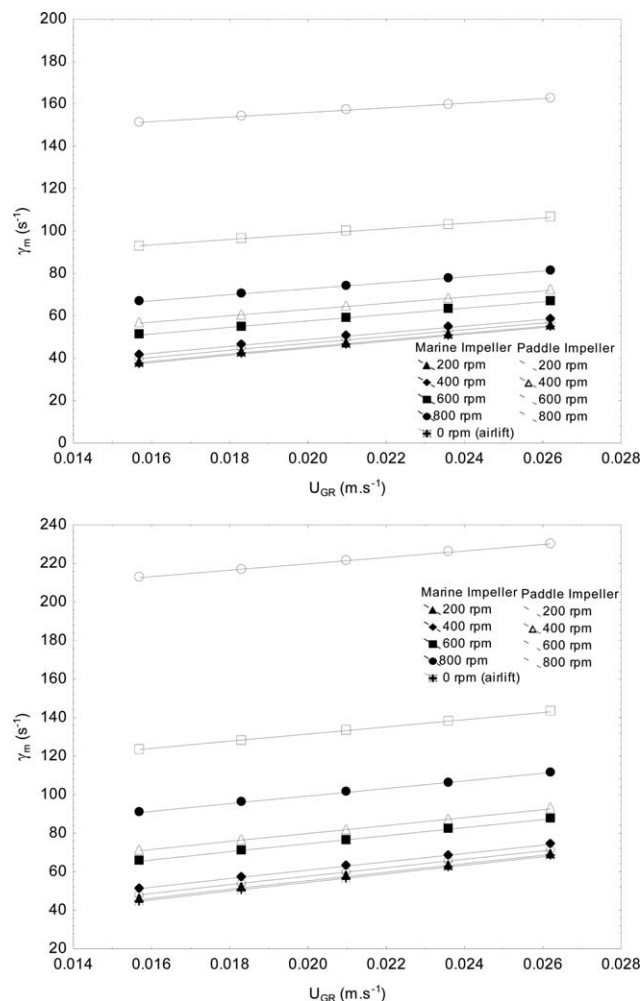 200
180
160
140
120
100
80
60
40
20
0
γm (s-1)
Marine Impeller Paddle Impeller
200 rpm 200 rpm
400 rpm 400 rpm
600 rpm 600 rpm
800 rpm 800 rpm
0 rpm (airlift)
0.014 0.016 0.018 0.020 0.022 0.024 0.026 0.028
UGR (m.s-1)
240
220
200
180
160
140
120
100
80
60
40
20
γm (s-1)
Marine Impeller Paddle Impeller
200 rpm 200 rpm
400 rpm 400 rpm
600 rpm 600 rpm
800 rpm 800 rpm
0 rpm (airlift)
0.014 0.016 0.018 0.020 0.022 0.024 0.026 0.028
UGR (m.s-1)